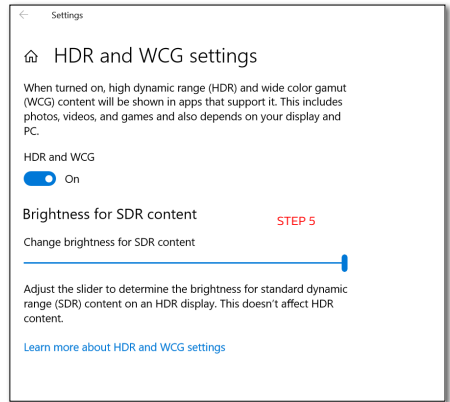 Settings
HDR and WCG settings
When turned on, high dynamic range (HDR) and wide color gamut
(WCG) content will be shown in apps that support it. This includes
photos, videos, and games and also depends on your display and
PC.
HDR and WCG
On
Brightness for SDR content
STEP 5
Change brightness for SDR content
Adjust the slider to determine the brightness for standard dynamic
range (SDR) content on an HDR display. This doesn't affect HDR
content.
Learn more about HDR and WCG settings